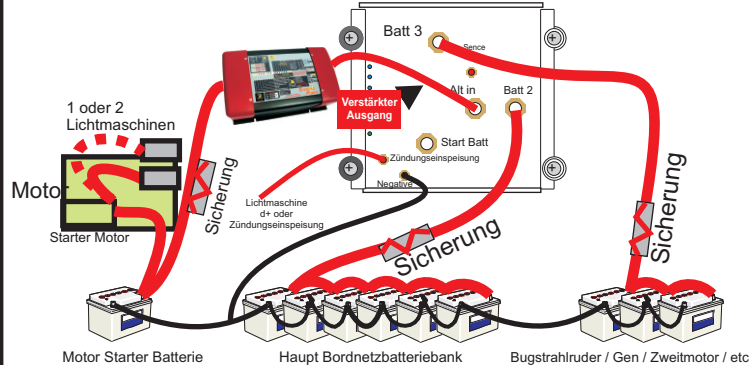 Batt 3
Sence
Alt in
Batt 2
Verstärkter
Ausgang
1 oder 2
Lichtmaschinen
Start Batt
Zündungseinspeisung
Negative
Motor
Sicherung
Lichtmaschine
d+ oder
Zündungseinspeisung
Starter Motor
Sicherung
Sicherung
Motor Starter Batterie
Haupt Bordnetzbatteriebank
Bugstrahlruder / Gen / Zweitmotor / etc